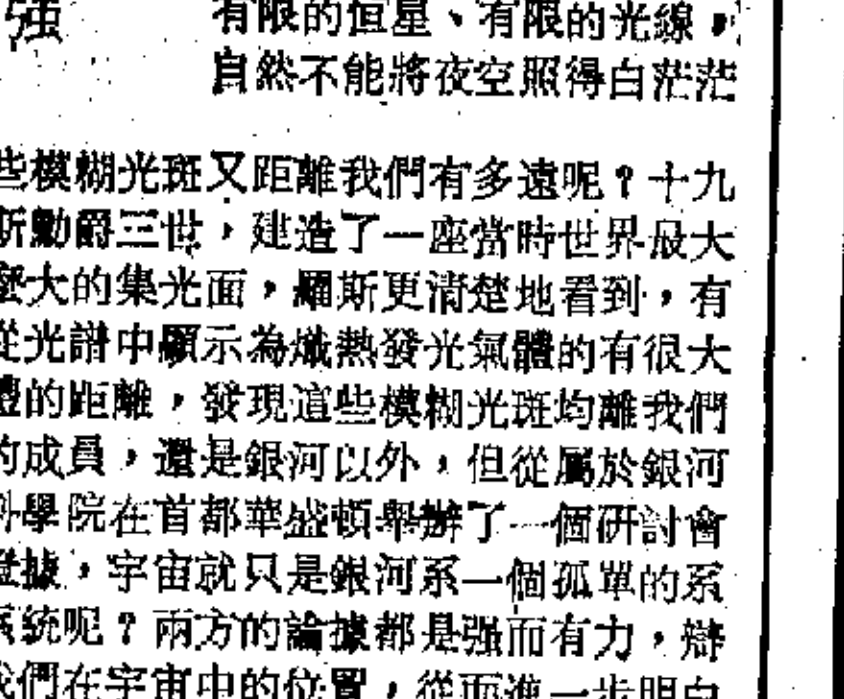 強
有限的恒星、有限的光線，
自然不能將夜空照得白茫茫
些模糊光斑又距離我們有多遠呢？十九
斯勳爵三世，建造了一座當時世界最大
麼大的集光面，羅斯更清楚地看到，有
從光譜中顯示為熾熱發光氣體的有很大
體的距離，發現這些模糊光斑均離我們
的成員，還是銀河以外，但從屬於銀河
科學院在首都華盛頓舉辦了一個研討會
證據，宇宙就只是銀河系一個孤單的系
系統呢？兩方的論據都是强而有力，辯
我們在宇宙中的位置，從而進一步明白